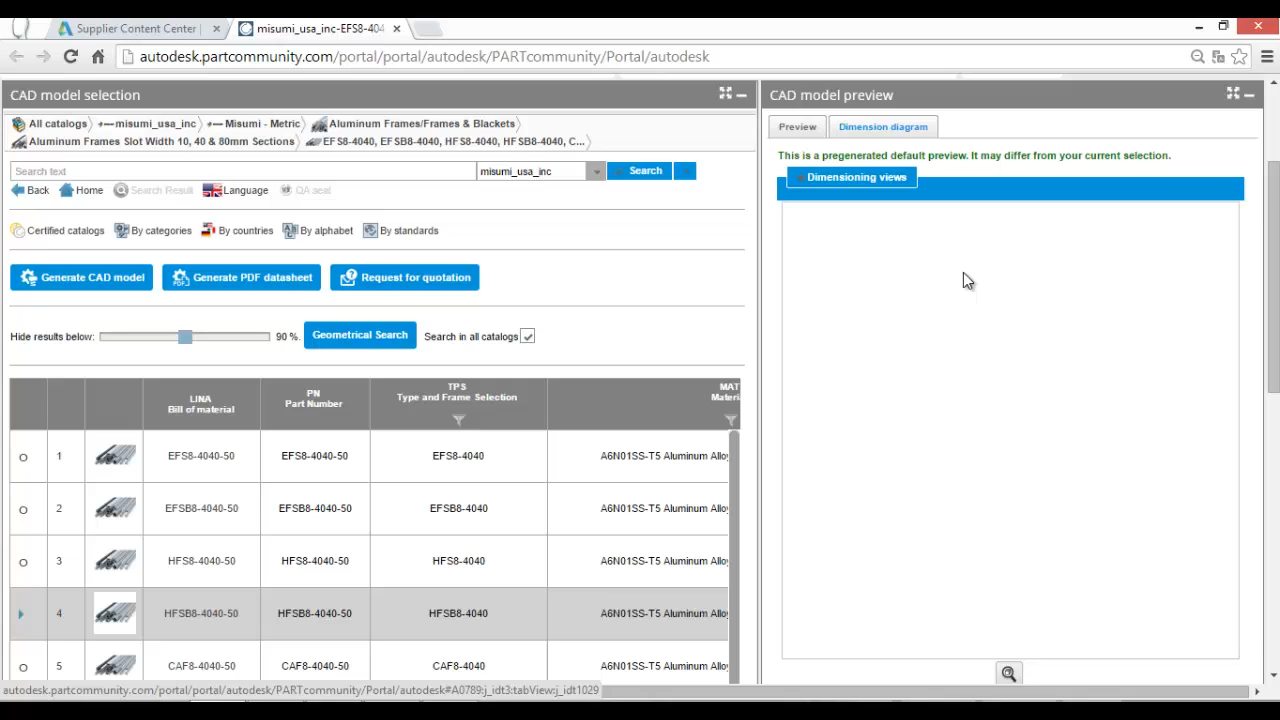 Supplier Content Center
misumi_usa_inc-EFS8-404
autodesk.partcommunity.com/portal/portal/autodesk/PARTcommunity/Portal/autodesk
CAD model selection
All catalogs
misumi_usa_inc
Misumi - Metric
Aluminum Frames/Frames & Blackets
Aluminum Frames Slot Width 10, 40 & 80mm Sections
EFS8-4040, EFSB8-4040, HFS8-4040, HFSB8-4040, C...
Search text
misumi_usa_inc
Search
Back
Home
Search Result
Language
QA seat
Certified catalogs
By categories
By countries
By alphabet
By standards
Generate CAD model
Generate PDF datasheet
Request for quotation
Hide results below:
90 %.
Geometrical Search
Search in all catalogs
LINA
Bill of material
PN
Part Number
TPS
Type and Frame Selection
MAT
Materi
1 EFS8-4040-50 EFS8-4040-50 EFS8-4040 A6N01SS-T5 Aluminum Alloy
2 EFSB8-4040-50 EFSB8-4040-50 EFSB8-4040 A6N01SS-T5 Aluminum Alloy
3 HFS8-4040-50 HFS8-4040-50 HFS8-4040 A6N01SS-T5 Aluminum Alloy
4 HFSB8-4040-50 HFSB8-4040-50 HFSB8-4040 A6N01SS-T5 Aluminum Alloy
5 CAF8-4040-50 CAF8-4040-50 CAF8-4040 A6N01SS-T5 Aluminum Alloy
autodesk.partcommunity.com/portal/portal/autodesk/PARTcommunity/Portal/autodesk#A0789:j_idt3:tabView:j_idt1029
CAD model preview
Preview
Dimension diagram
This is a pregenerated default preview. It may differ from your current selection.
Dimensioning views